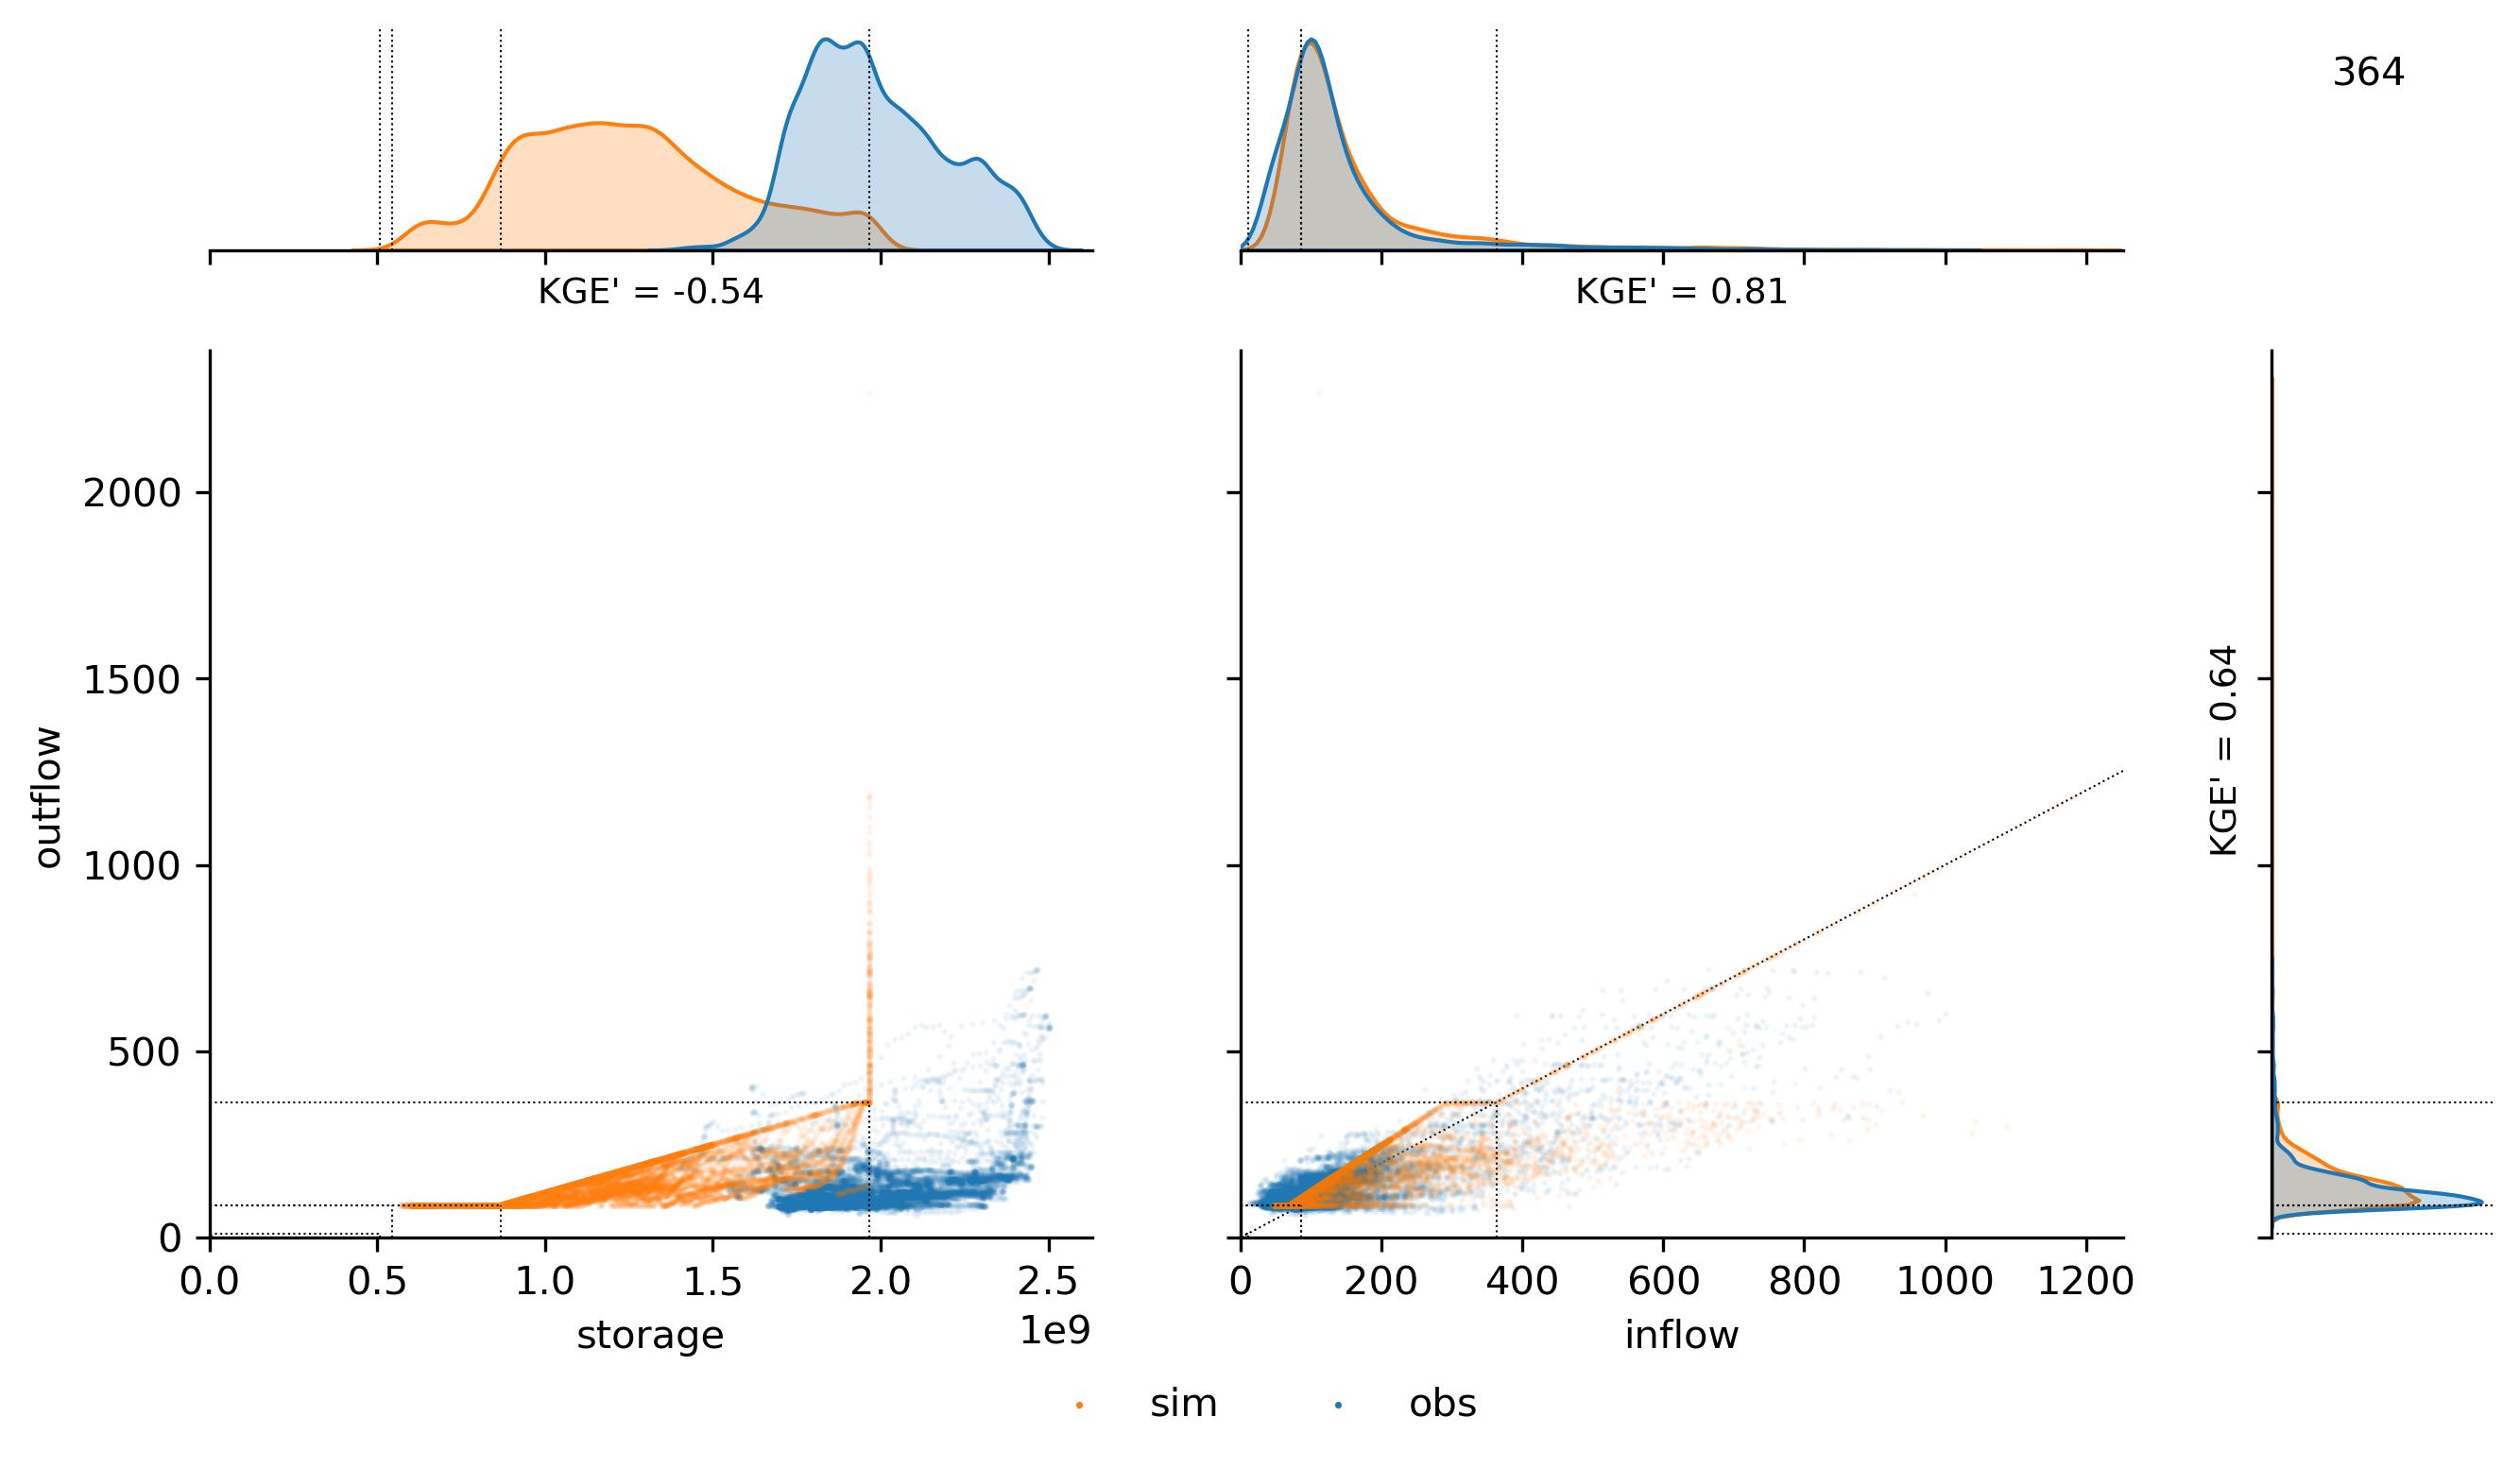 364
KGE' = -0.54
KGE' = 0.81
outflow
2000
1500
1000
500
0
KGE' = 0.64
0.0 0.5 1.0 1.5 2.0 2.5
1e9
storage
0 200 400 600 800 1000 1200
inflow
sim obs